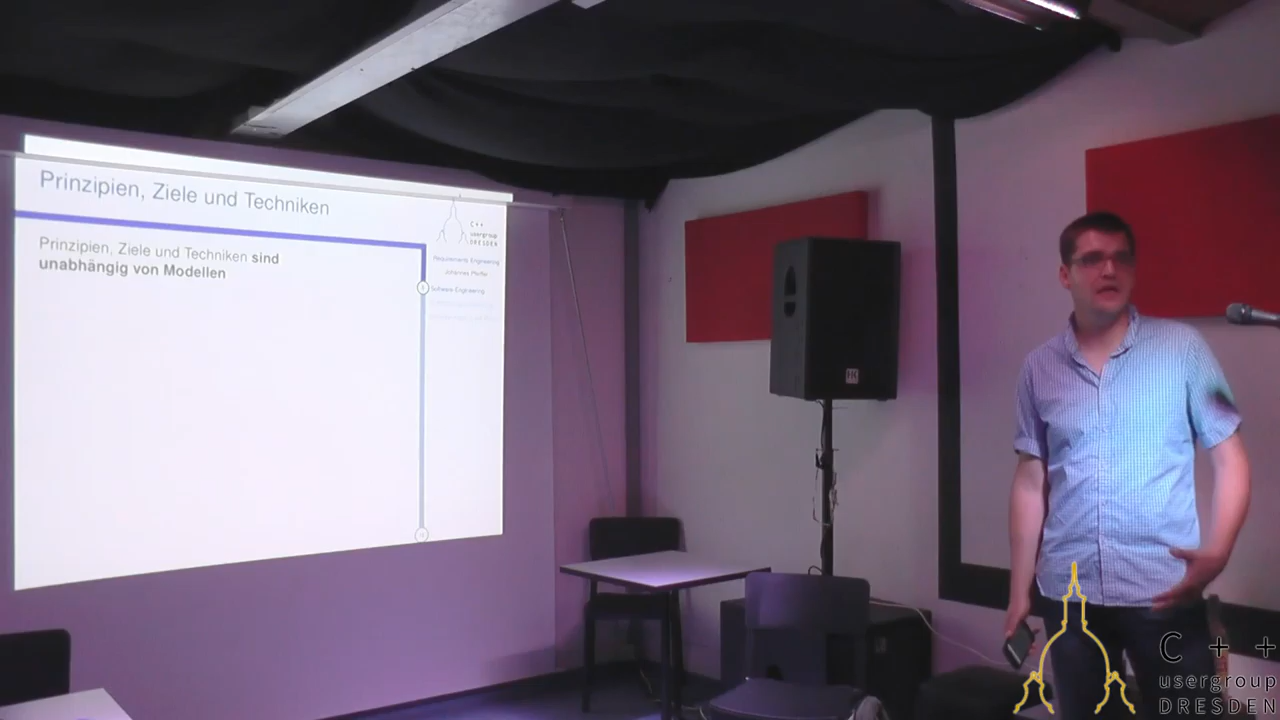 Prinzipien, Ziele und Techniken
Prinzipien, Ziele und Techniken sind
unabhängig von Modellen
C++
usergroup
DRESDEN
Requirements Engineering
Johannes Pfeffer
Software Engineering
C++
usergroup
DRESDEN